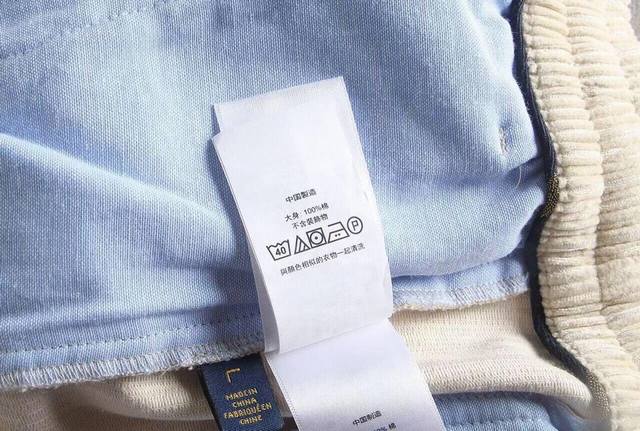 中国製造
大身: 100%棉
不含装飾物
40 P
與顏色相似的衣物一起清洗
MADE IN
CHINA
FABRIQUÉ EN
CHINE
中国製造